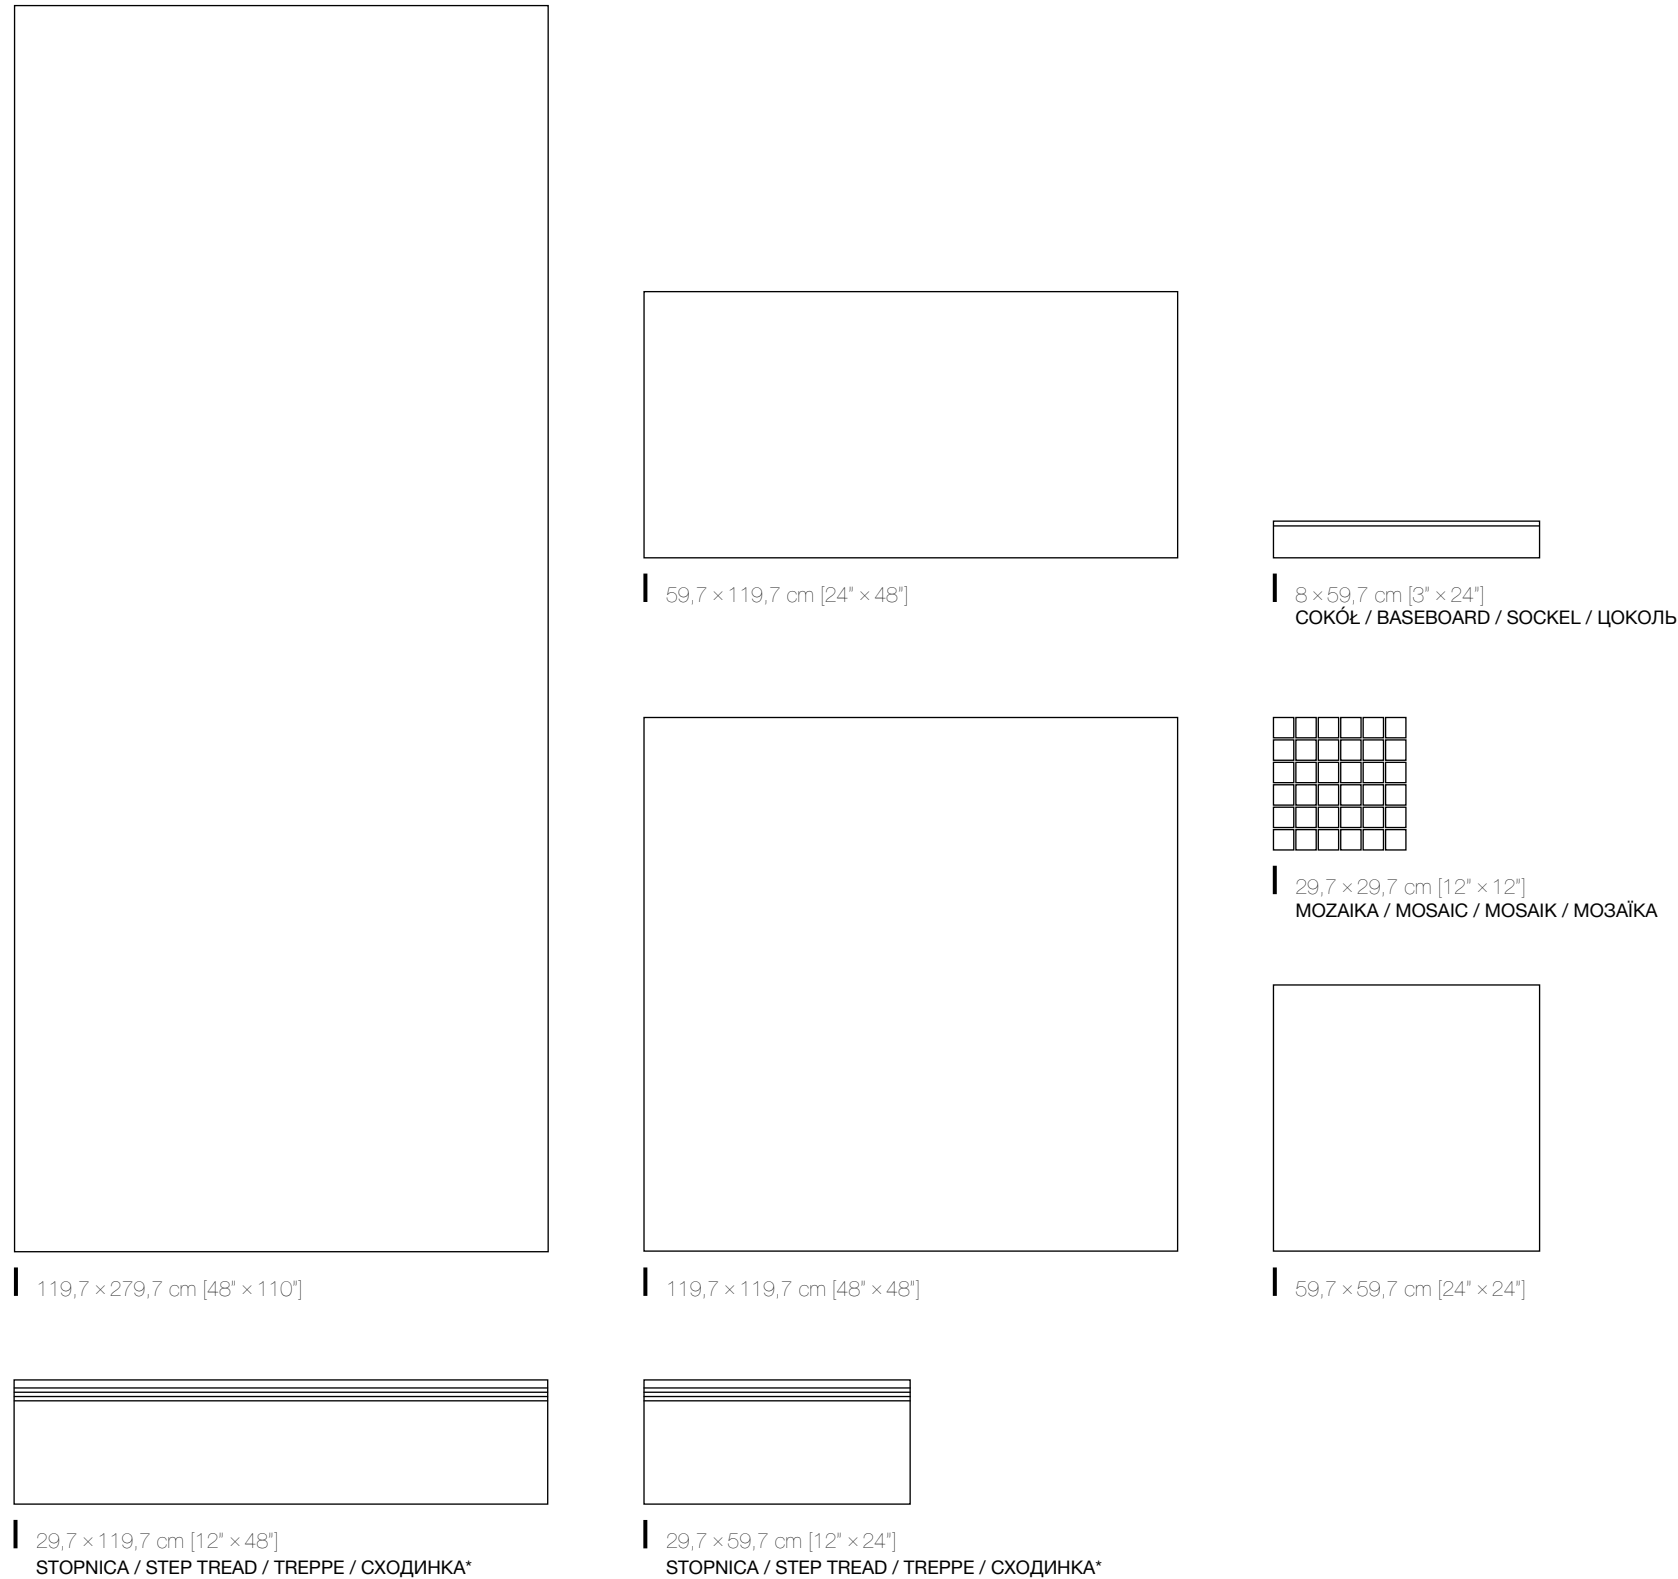 59,7 × 119,7 cm [24" × 48"]
8 × 59,7 cm [3" × 24"]
COKÓŁ / BASEBOARD / SOCKEL / ЦОКОЛЬ
29,7 × 29,7 cm [12" × 12"]
MOZAIKA / MOSAIC / MOSAIK / МОЗАЇКА
119,7 × 279,7 cm [48" × 110"]
119,7 × 119,7 cm [48" × 48"]
59,7 × 59,7 cm [24" × 24"]
29,7 × 119,7 cm [12" × 48"]
STOPNICA / STEP TREAD / TREPPE / СХОДИНКА*
29,7 × 59,7 cm [12" × 24"]
STOPNICA / STEP TREAD / TREPPE / СХОДИНКА*